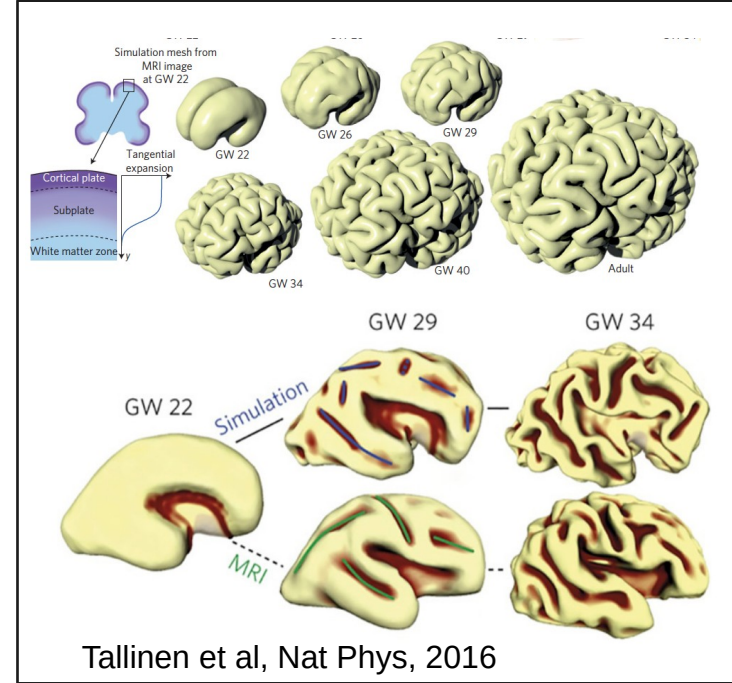 Simulation mesh from
MRI image
at GW 22
GW 22
GW 26
GW 29
Tangential
expansion
Cortical plate
Subplate
White matter zone
y
GW 34
GW 40
Adult
GW 29
GW 34
GW 22
Simulation
MRI
Tallinen et al, Nat Phys, 2016